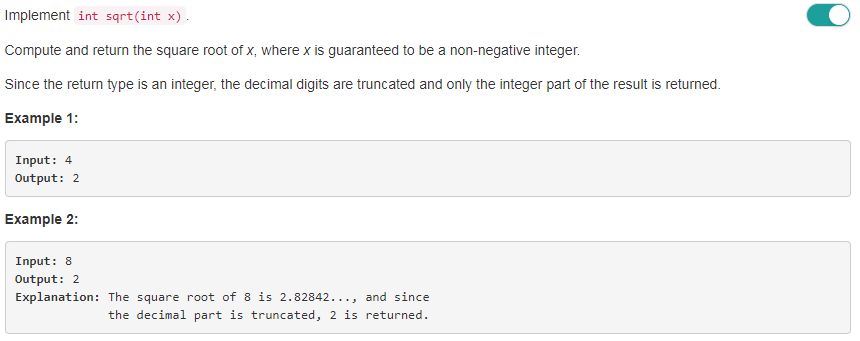 Implement int sqrt(int x).
Compute and return the square root of x, where x is guaranteed to be a non-negative integer.
Since the return type is an integer, the decimal digits are truncated and only the integer part of the result is returned.
Example 1:
Input: 4
Output: 2
Example 2:
Input: 8
Output: 2
Explanation: The square root of 8 is 2.82842..., and since
the decimal part is truncated, 2 is returned.